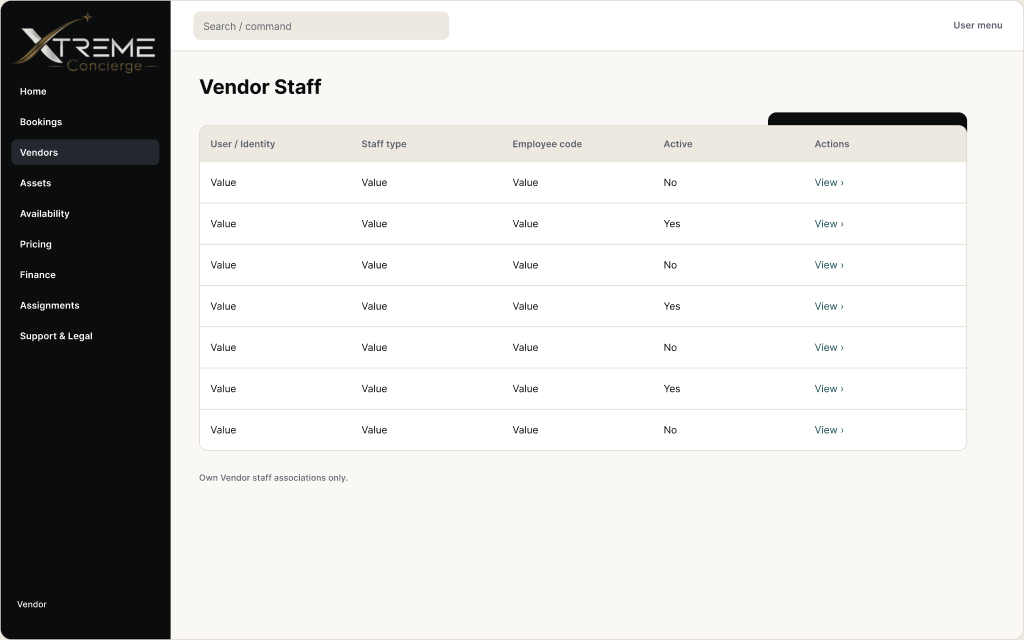 XTREME
Concierge
Search / command
User menu
Home
Bookings
Vendors
Assets
Availability
Pricing
Finance
Assignments
Support & Legal
Vendor
Vendor Staff
User / Identity Staff type Employee code Active Actions
Value Value Value No View ›
Value Value Value Yes View ›
Value Value Value No View ›
Value Value Value Yes View ›
Value Value Value No View ›
Value Value Value Yes View ›
Value Value Value No View ›
Own Vendor staff associations only.